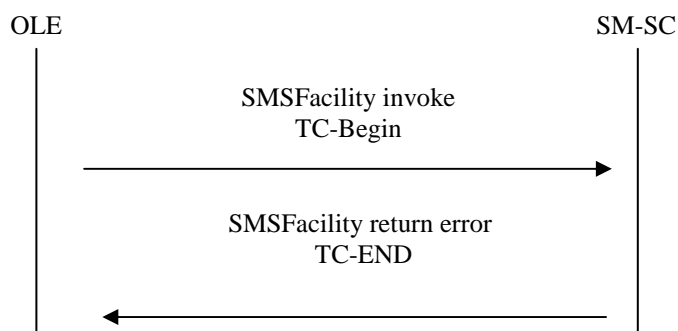 OLE
SM-SC
SMSFacility invoke
TC-Begin
SMSFacility return error
TC-END